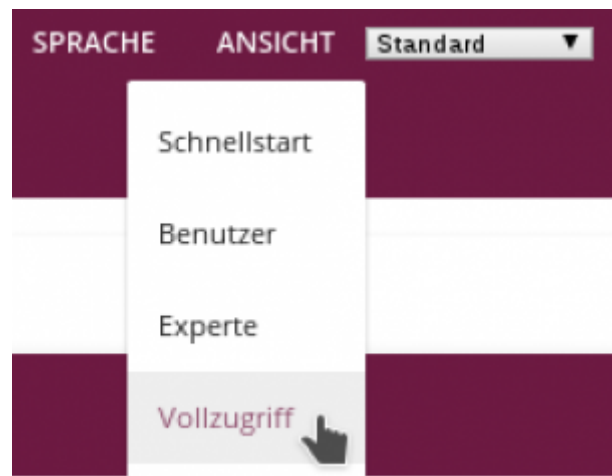 SPRACHE ANSICHT Standard
Schnellstart
Benutzer
Experte
Vollzugriff